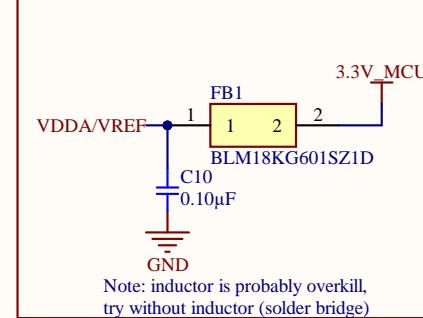 3.3V_MCU
FB1
1 2
VDDA/VREF
1 2
BLM18KG601SZ1D
C10
0.10µF
GND
Note: inductor is probably overkill,
try without inductor (solder bridge)